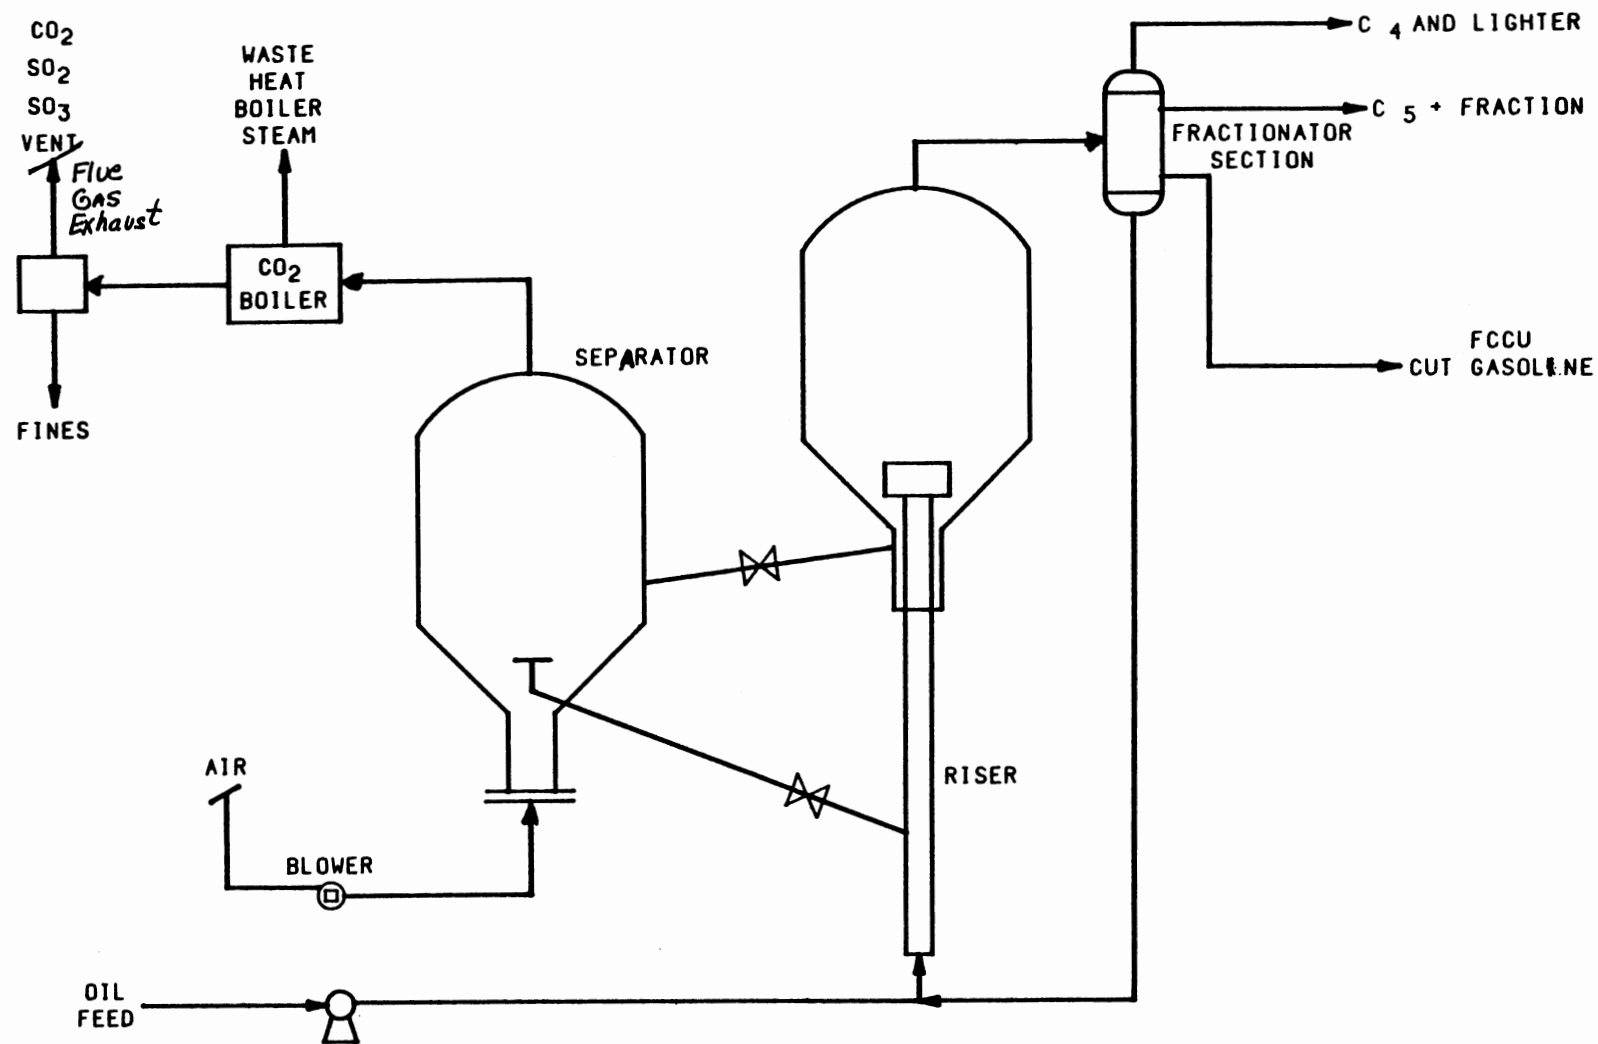 CO2
SO2
SO3
VENT
Flue
GAS
Exhaust
WASTE
HEAT
BOILER
STEAM
CO2
BOILER
FINES
SEPARATOR
C 4 AND LIGHTER
C 5 + FRACTION
FRACTIONATOR
SECTION
FCCU
CUT GASOLINE
AIR
BLOWER
RISER
OIL
FEED